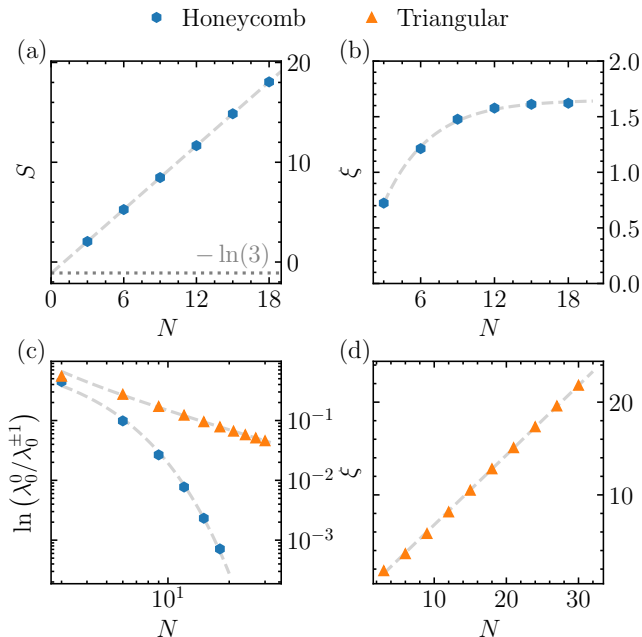 Honeycomb Triangular
(a)
20
10
0
S
− ln(3)
0 6 12 18
N
(b)
2.0
1.5
1.0
0.5
0.0
ξ
6 12 18
N
(c)
10⁻¹
10⁻²
10⁻³
ln (λ₀⁰/λ₀^{±1})
10¹
N
(d)
20
10
ξ
10 20 30
N